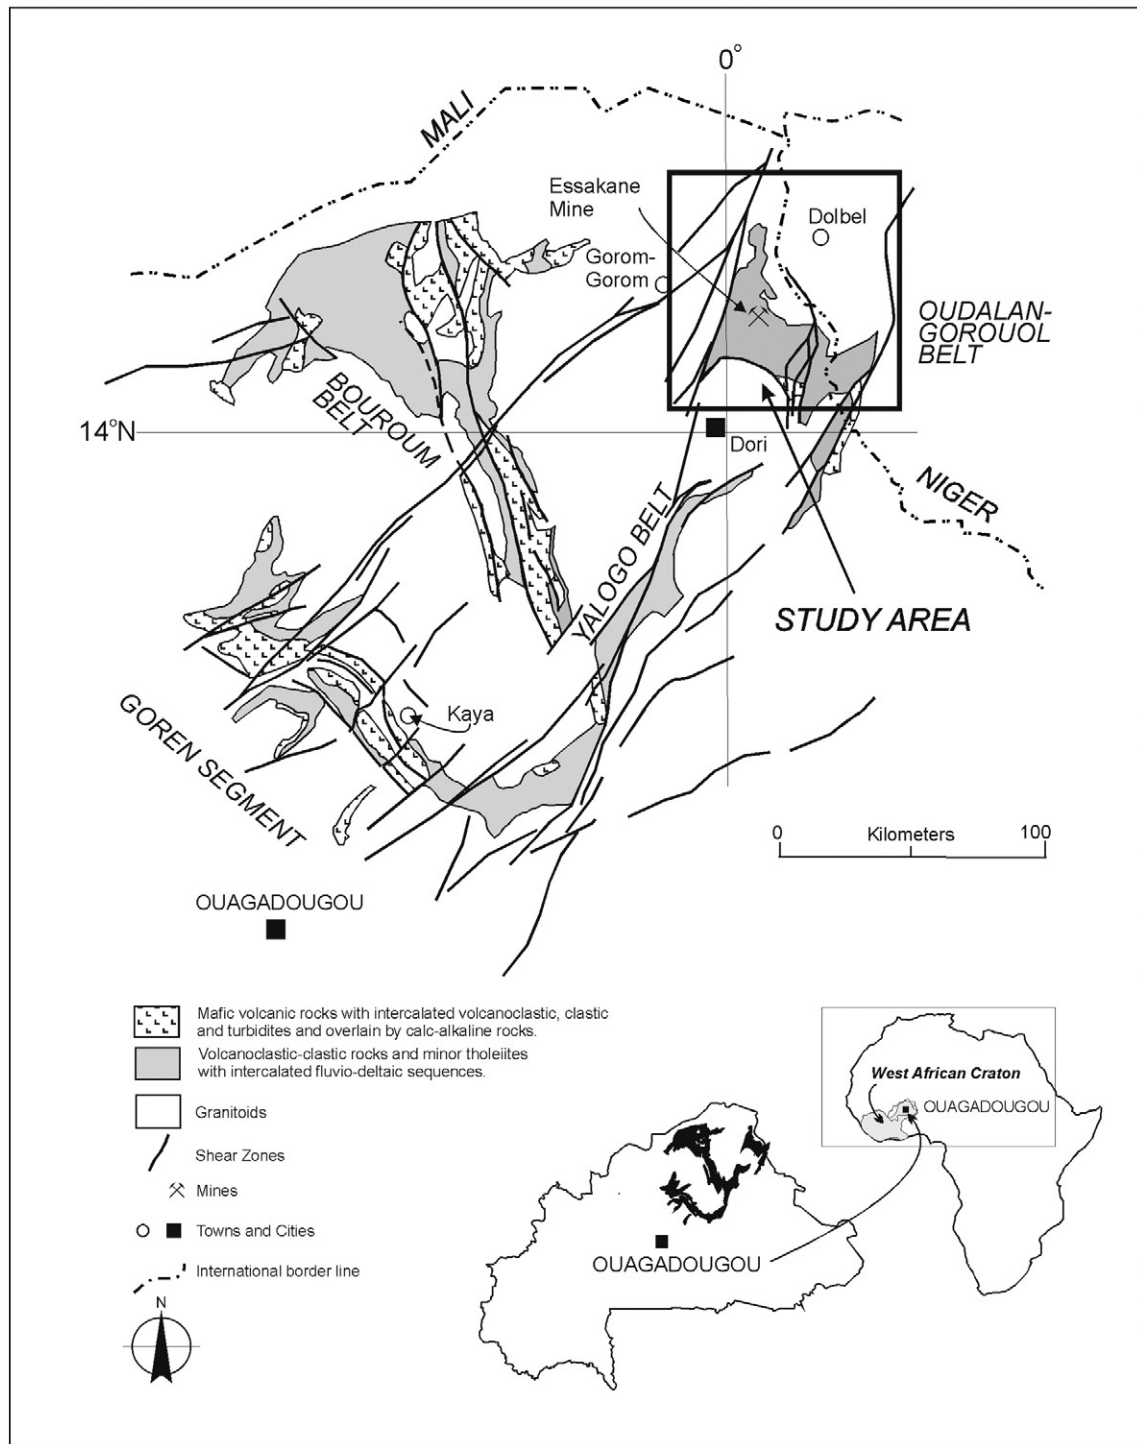 0°
MALI
Essakane
Mine
Dolbel
Gorom-
Gorom
OUDALAN-
GOROUOL
BELT
BOUROUM
BELT
14°N
Dori
NIGER
YALOGO BELT
STUDY AREA
Kaya
GOREN SEGMENT
0
Kilometers
100
OUAGADOUGOU
Mafic volcanic rocks with intercalated volcanoclastic, clastic
and turbidites and overlain by calc-alkaline rocks.
Volcanoclastic-clastic rocks and minor tholeiites
with intercalated fluvio-deltaic sequences.
Granitoids
Shear Zones
Mines
Towns and Cities
International border line
N
West African Craton
OUAGADOUGOU
OUAGADOUGOU